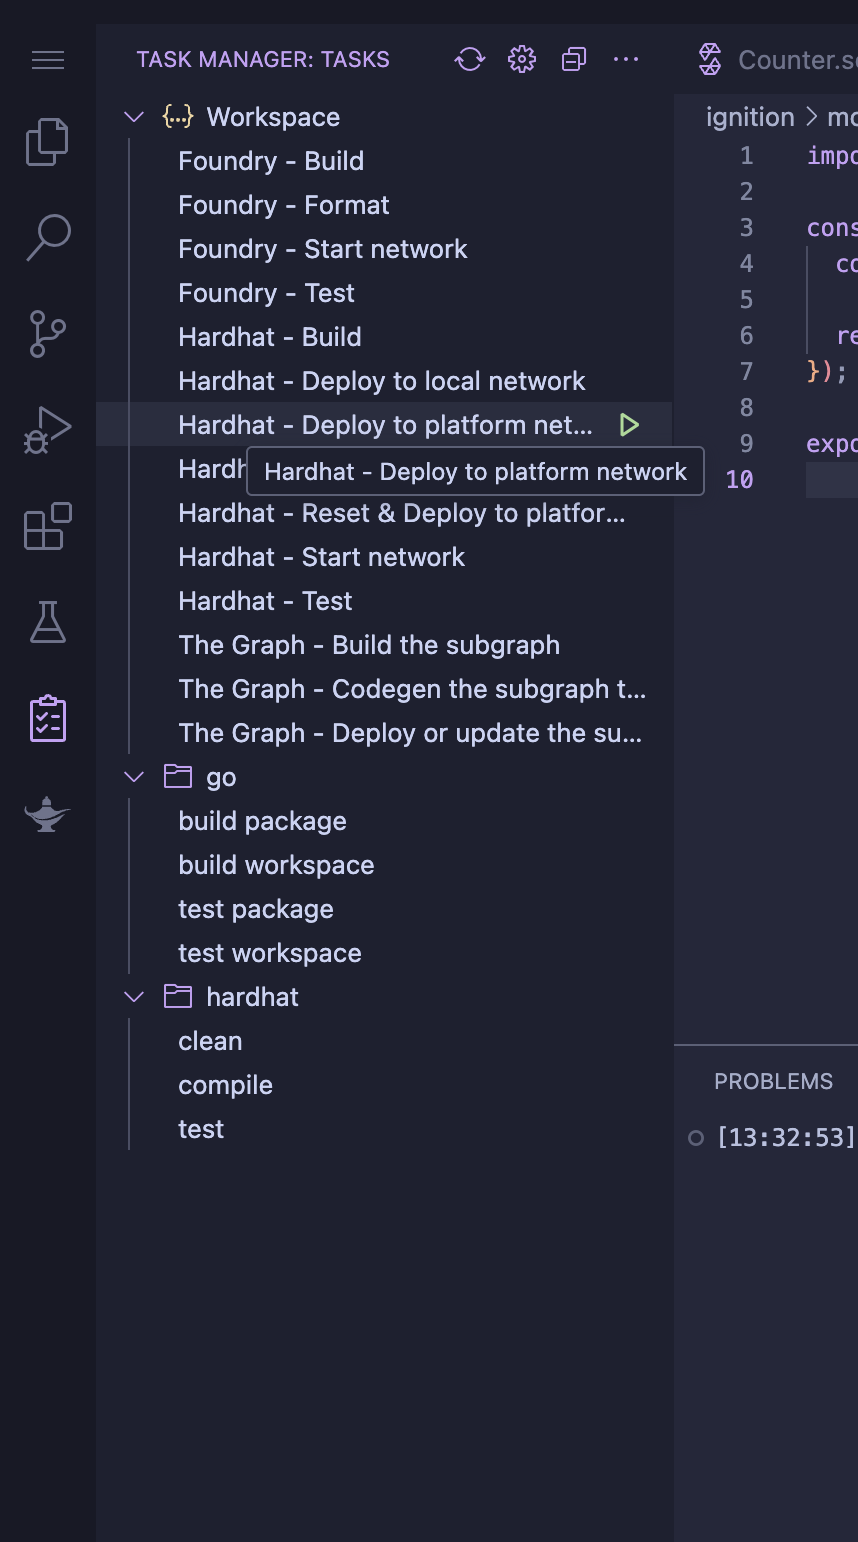 TASK MANAGER: TASKS
Workspace
Foundry - Build
Foundry - Format
Foundry - Start network
Foundry - Test
Hardhat - Build
Hardhat - Deploy to local network
Hardhat - Deploy to platform net...
Hardhat - Deploy to platform network
Hardhat - Reset & Deploy to platfor...
Hardhat - Start network
Hardhat - Test
The Graph - Build the subgraph
The Graph - Codegen the subgraph t...
The Graph - Deploy or update the su...
go
build package
build workspace
test package
test workspace
hardhat
clean
compile
test
Counter.s
ignition > mo
1 impo
2
3 cons
4 co
5
6 re
7 });
8
9 expo
10
PROBLEMS
[13:32:53]